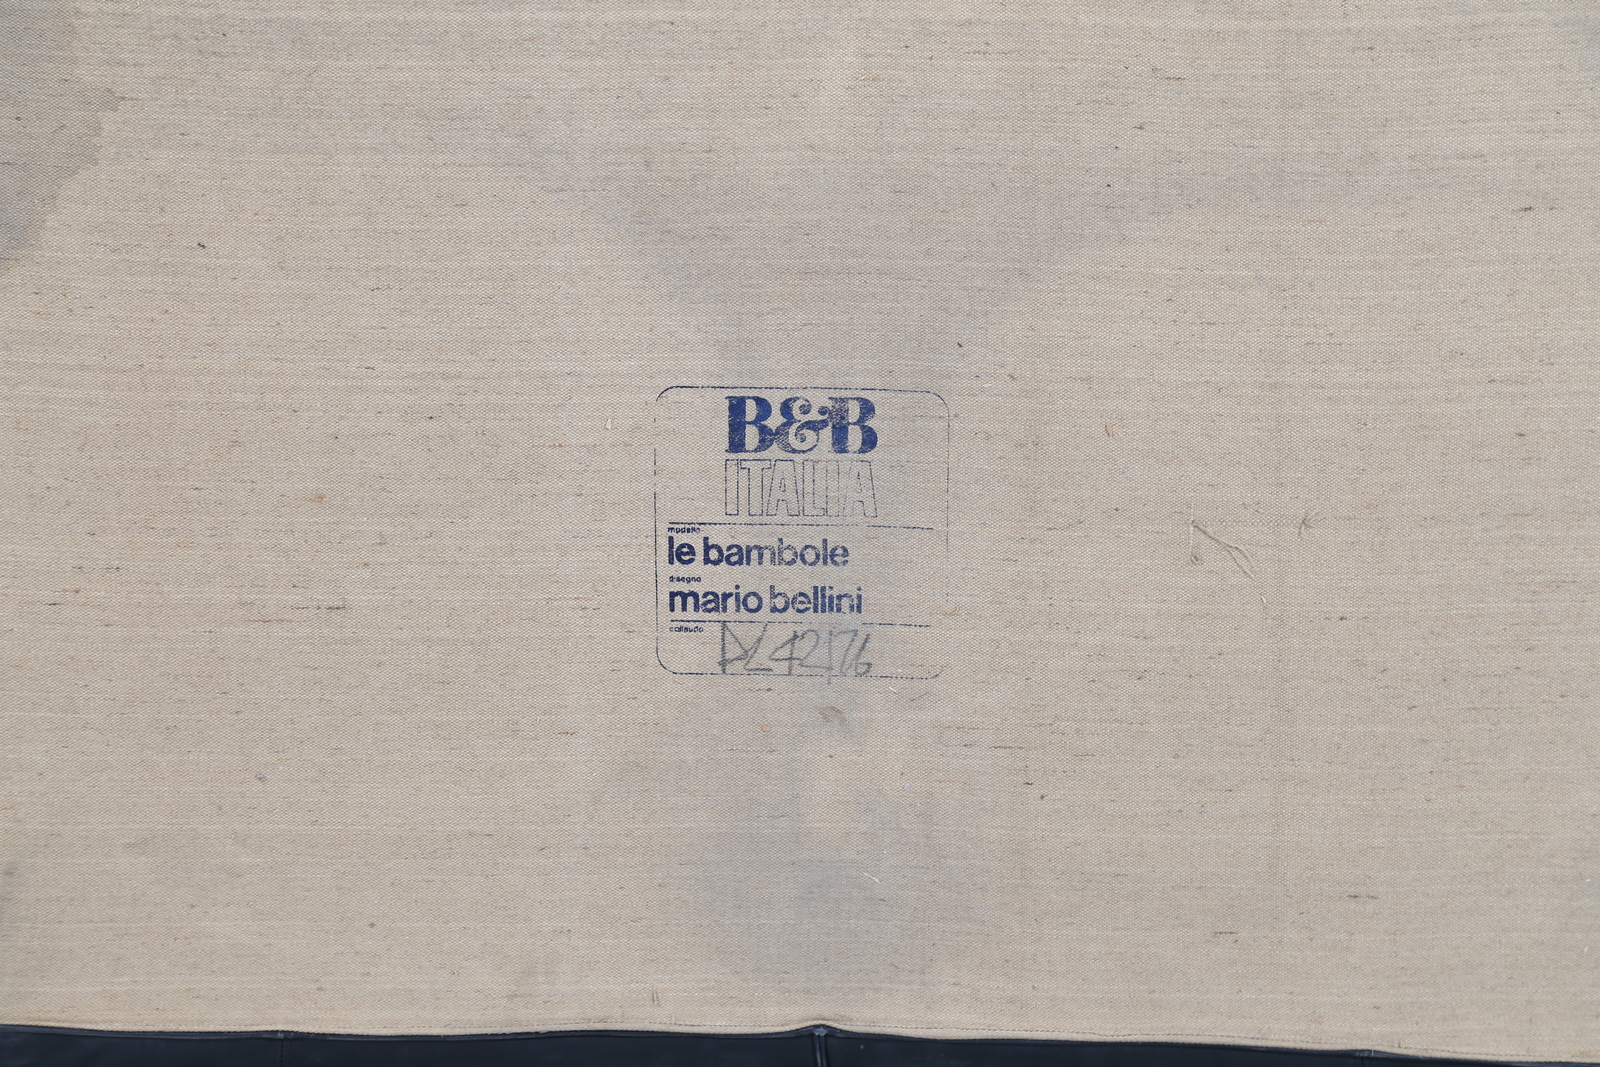 B&B
ITALIA
modello
le bambole
disegno
mario bellini
collaudo